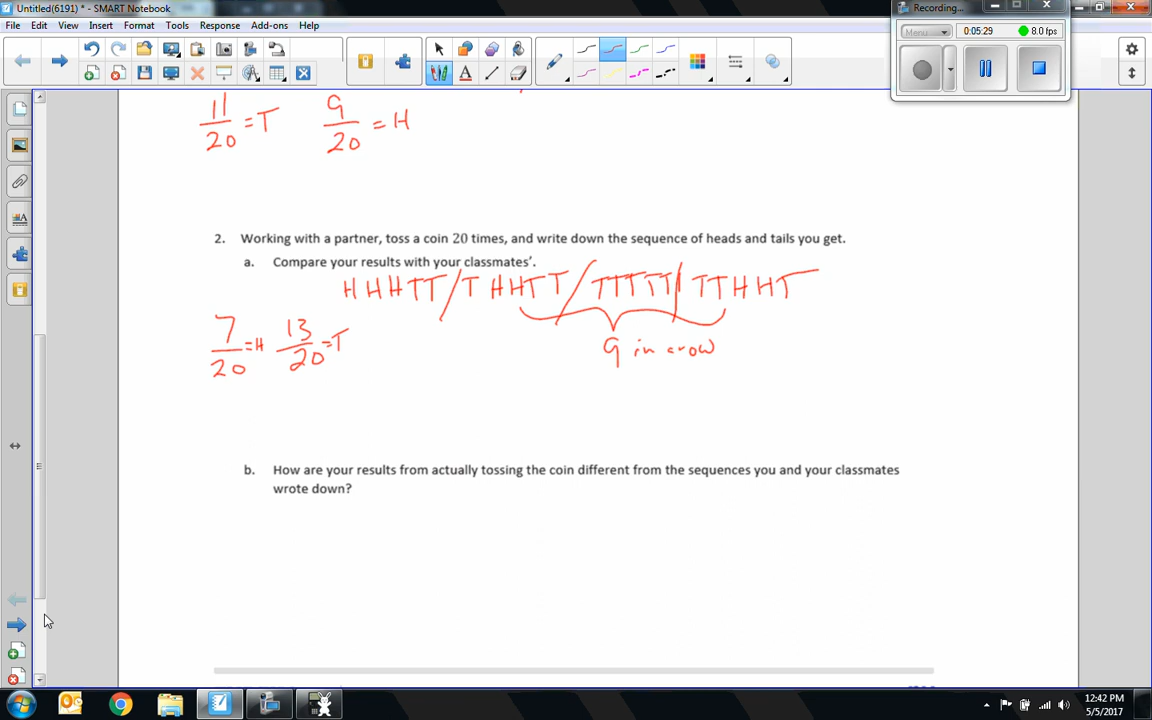 Untitled(6191) * - SMART Notebook
Recording...
File Edit View Insert Format Tools Response Add-ons Help
Menu 0:05:29 8.0 fps
11/20 = T 9/20 = H
2. Working with a partner, toss a coin 20 times, and write down the sequence of heads and tails you get.
a. Compare your results with your classmates'.
H H H T T / T H H T T / T T T T T | T T H H T
7/20 = H 13/20 = T
9 in a row
b. How are your results from actually tossing the coin different from the sequences you and your classmates
wrote down?
12:42 PM
5/5/2017